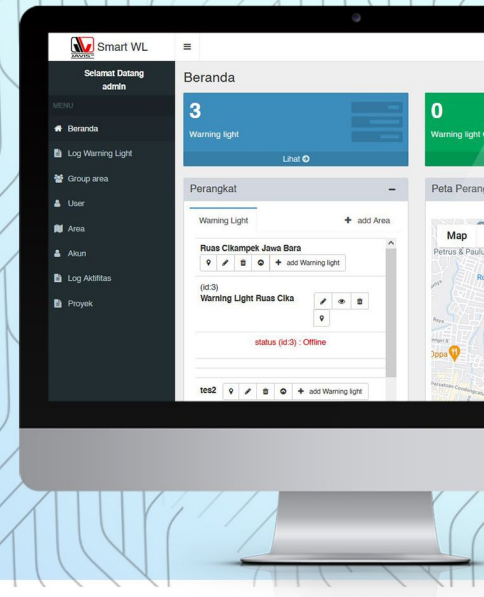 JAVIS
Smart WL
Selamat Datang
admin
MENU
Beranda
Log Warning Light
Group area
User
Area
Akun
Log Aktifitas
Proyek
Beranda
3
Warning light
Lihat
0
Warning light
Perangkat
Warning Light
+ add Area
Ruas Cikampek Jawa Bara
+ add Warning light
(id:3)
Warning Light Ruas Cika
status (id:3) : Offline
tes2
+ add Warning light
Peta Perang
Map
Petrus & Paulu
Oppa